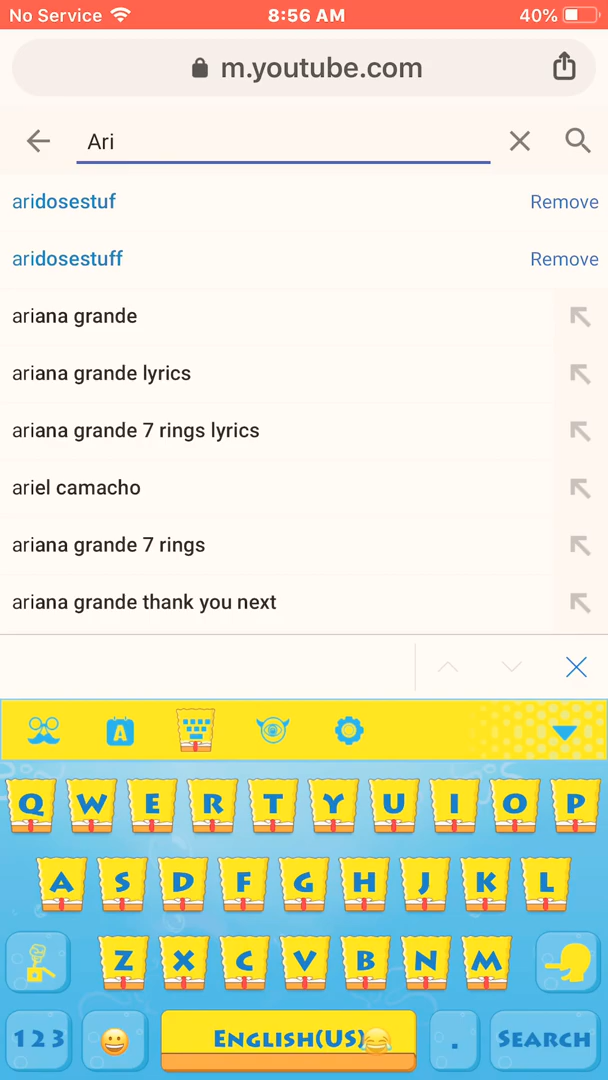 No Service 8:56 AM 40%
m.youtube.com
Ari
aridosestuf Remove
aridosestuff Remove
ariana grande
ariana grande lyrics
ariana grande 7 rings lyrics
ariel camacho
ariana grande 7 rings
ariana grande thank you next
A
Q W E R T Y U I O P
A S D F G H J K L
Z X C V B N M
123 English(US) . Search